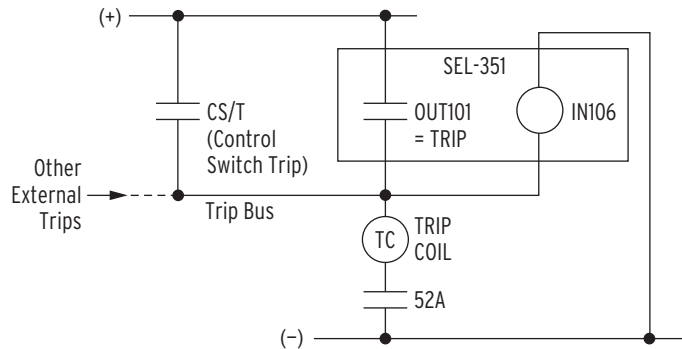 (+)
SEL-351
CS/T
(Control
Switch Trip)
OUT101
= TRIP
IN106
Other
External
Trips
Trip Bus
TC
TRIP
COIL
52A
(–)